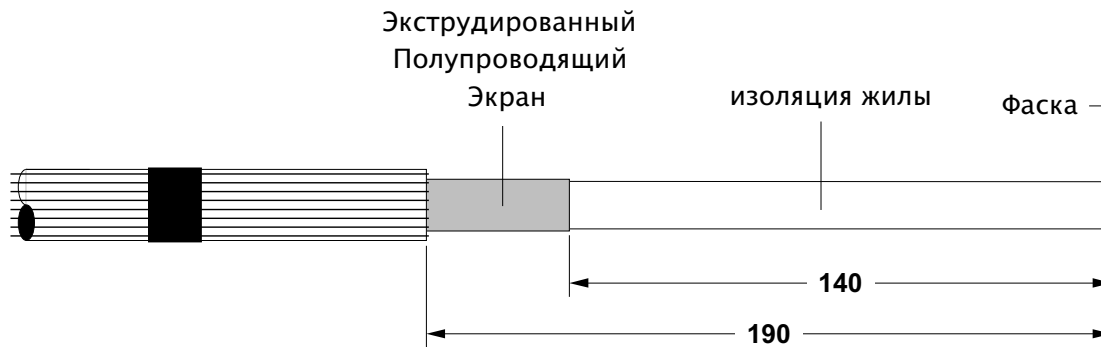 Экструдированный
Полупроводящий
Экран
изоляция жилы
Фаска
140
190